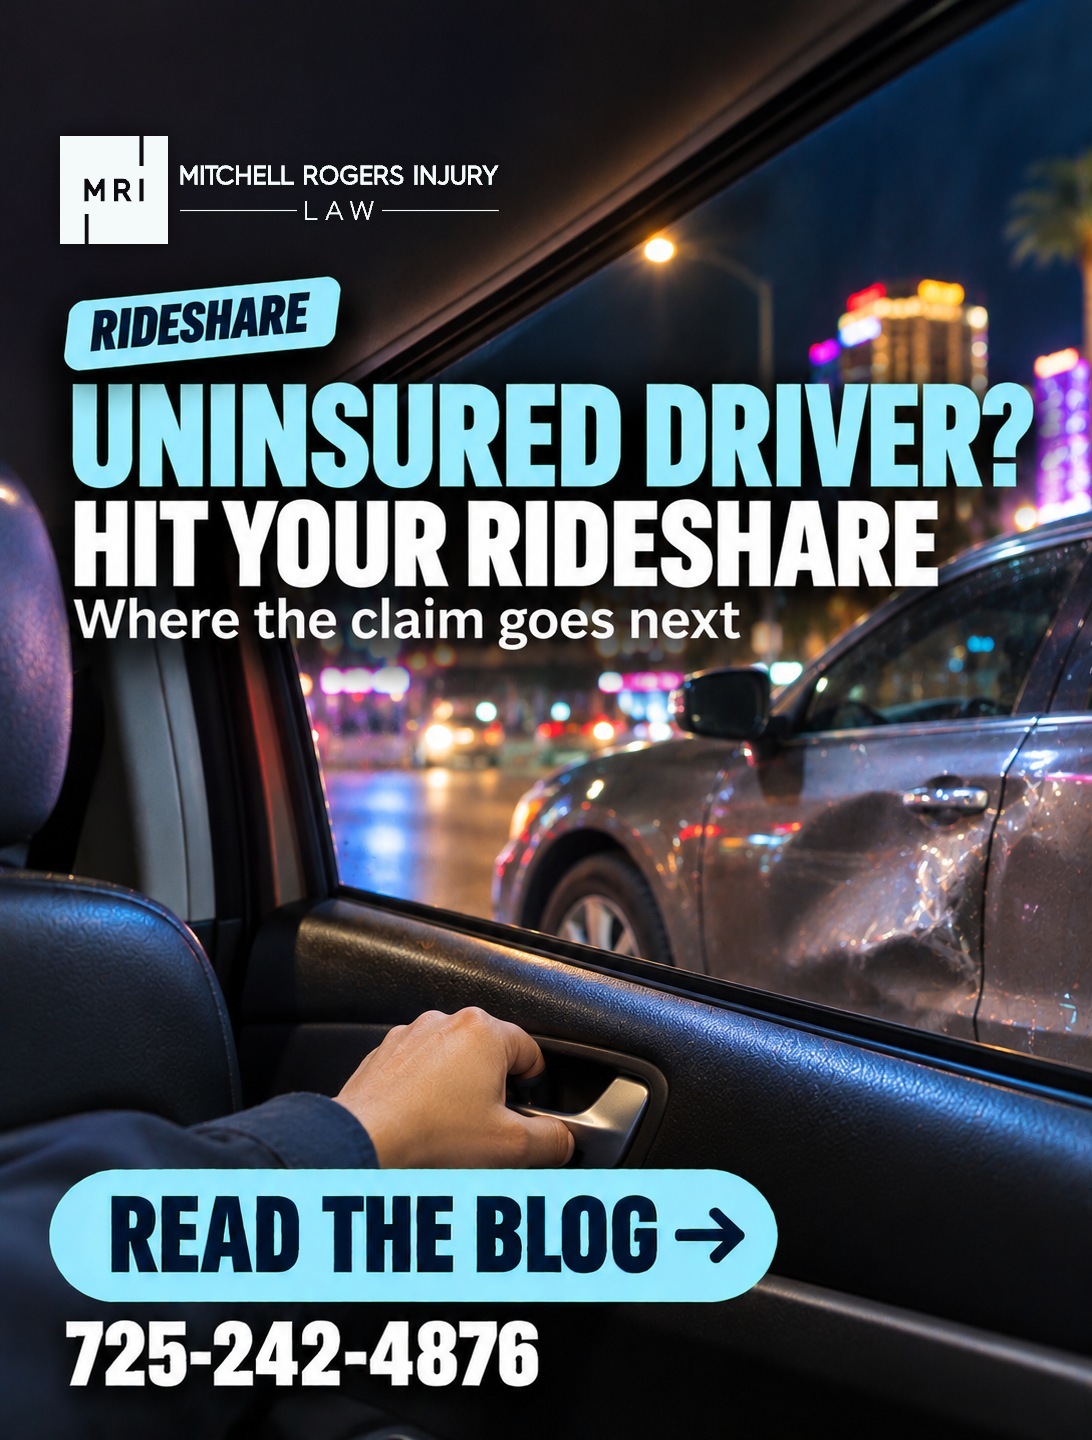 MRI
MITCHELL ROGERS INJURY
LAW
RIDESHARE
UNINSURED DRIVER?
HIT YOUR RIDESHARE
Where the claim goes next
READ THE BLOG →
725-242-4876